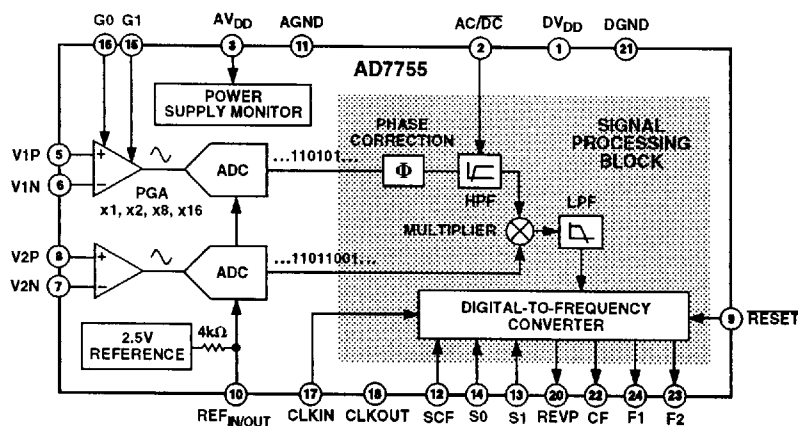 G0 G1 AVDD AGND AC/DC DVDD DGND
16 15 3 11 2 1 21
AD7755
POWER
SUPPLY MONITOR
SIGNAL
PROCESSING
BLOCK
PHASE
CORRECTION
V1P 5 + ...110101... Φ
ADC
V1N 6 −
PGA
x1, x2, x8, x16
HPF
LPF
MULTIPLIER
V2P 8 +
ADC ...11011001...
V2N 7 −
DIGITAL-TO-FREQUENCY
CONVERTER
9 RESET
2.5V
REFERENCE
4kΩ
10 17 18 12 14 13 20 22 24 23
REFIN/OUT CLKIN CLKOUT SCF S0 S1 REVP CF F1 F2